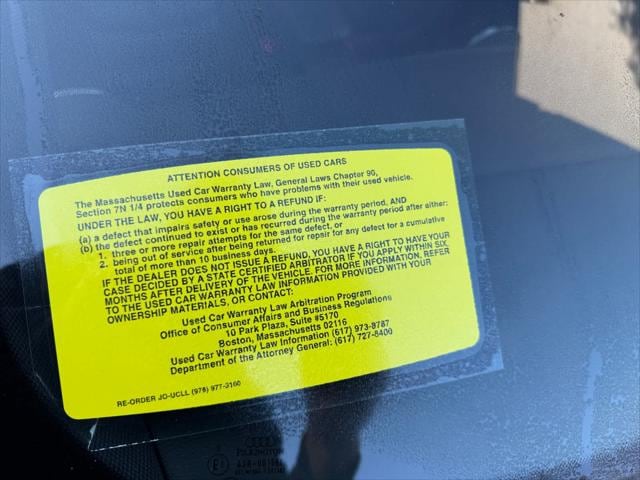 ATTENTION CONSUMERS OF USED CARS
The Massachusetts Used Car Warranty Law, General Laws Chapter 90,
Section 7N 1/4 protects consumers who have problems with their used vehicle.
UNDER THE LAW, YOU HAVE A RIGHT TO A REFUND IF:
(a) a defect that impairs safety or use arose during the warranty period, AND
(b) the defect continued to exist or has recurred during the warranty period after either:
1. three or more repair attempts for the same defect, or
2. being out of service after being returned for repair for any defect for a cumulative
total of more than 10 business days.
IF THE DEALER DOES NOT ISSUE A REFUND, YOU HAVE A RIGHT TO HAVE YOUR
CASE DECIDED BY A STATE CERTIFIED ARBITRATOR IF YOU APPLY WITHIN SIX
MONTHS AFTER DELIVERY OF THE VEHICLE. FOR MORE INFORMATION, REFER
TO THE USED CAR WARRANTY LAW INFORMATION PROVIDED WITH YOUR
OWNERSHIP MATERIALS, OR CONTACT:
Used Car Warranty Law Arbitration Program
Office of Consumer Affairs and Business Regulations
10 Park Plaza, Suite #5170
Boston, Massachusetts 02116
Used Car Warranty Law Information (617) 973-8787
Department of the Attorney General: (617) 727-8400
RE-ORDER JO-UCLL (978) 977-3160
PILKINGTON